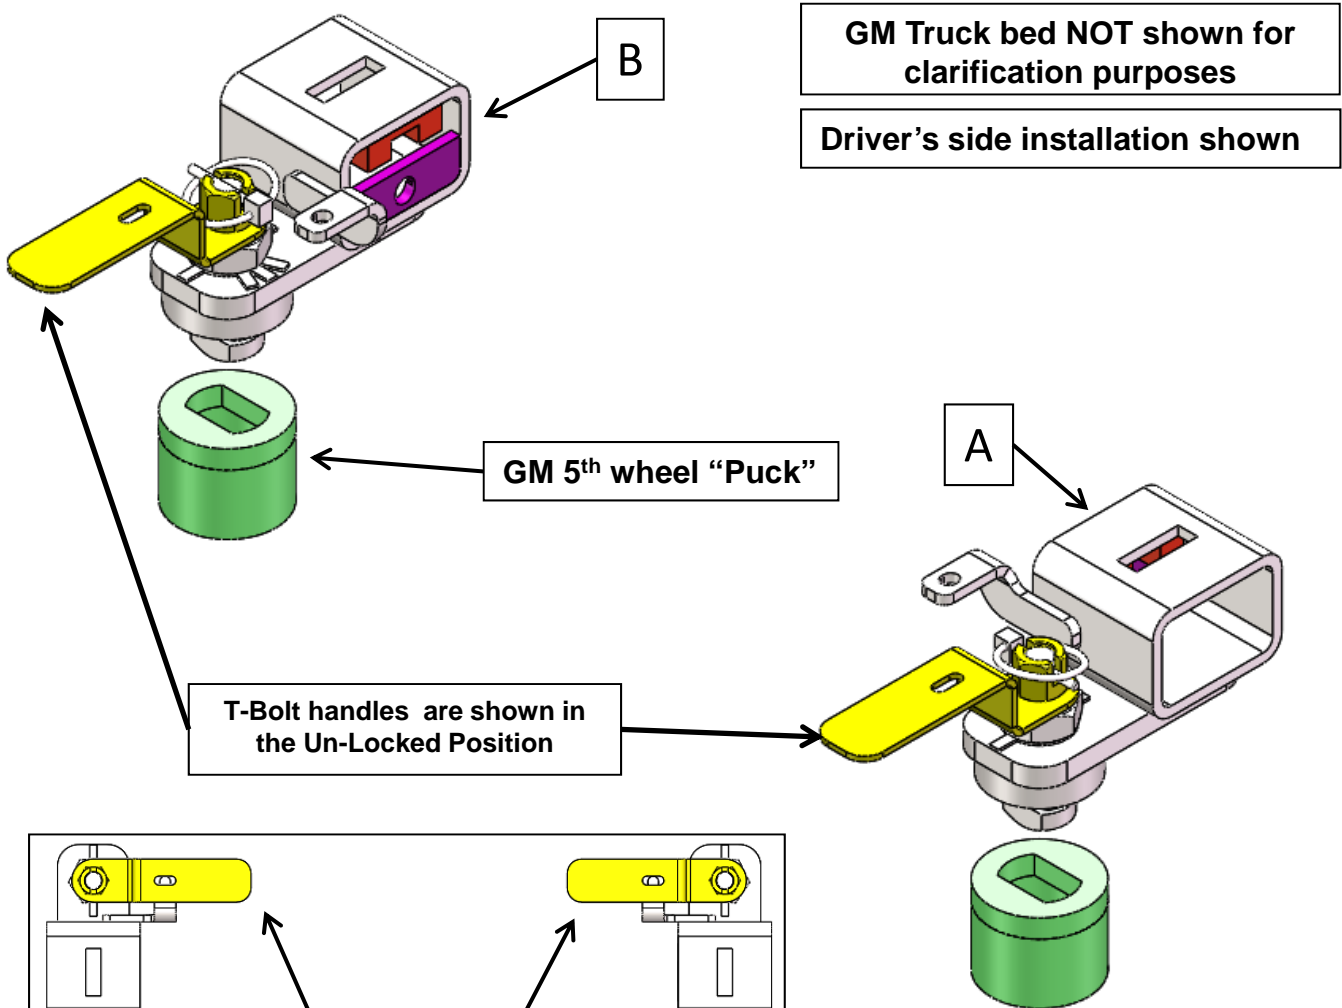 B
GM Truck bed NOT shown for
clarification purposes
Driver’s side installation shown
A
GM 5th wheel “Puck”
T-Bolt handles are shown in
the Un-Locked Position